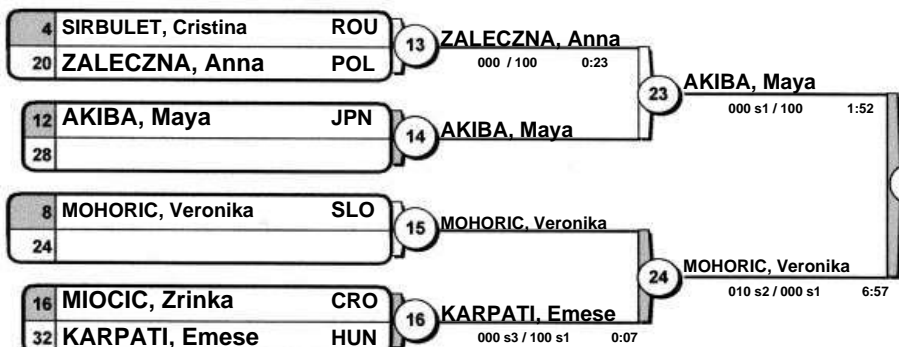 4 SIRBULET, Cristina ROU
20 ZALECZNA, Anna POL
13 ZALECZNA, Anna
000 / 100 0:23
23 AKIBA, Maya
000 s1 / 100 1:52
12 AKIBA, Maya JPN
28
14 AKIBA, Maya
8 MOHORIC, Veronika SLO
24
15 MOHORIC, Veronika
24 MOHORIC, Veronika
010 s2 / 000 s1 6:57
16 MIOCIC, Zrinka CRO
32 KARPATI, Emese HUN
16 KARPATI, Emese
000 s3 / 100 s1 0:07